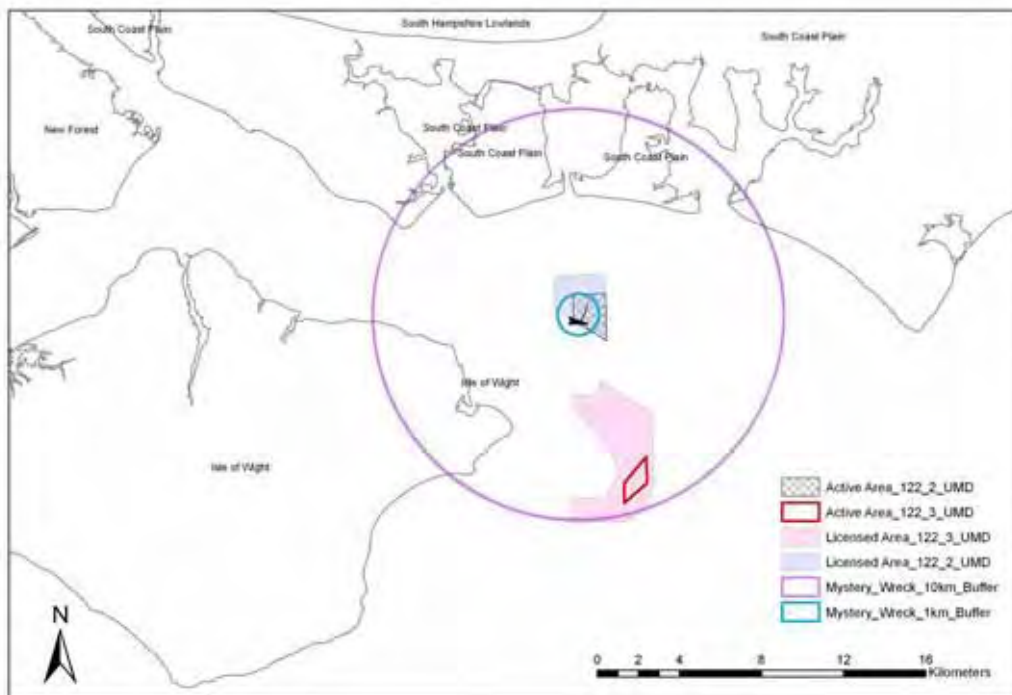 South Hampshire Lowlands
South Coast Plain
South Coast Plain
New Forest
South Coast Plain
South Coast Plain
South Coast Plain
Isle of Wight
Isle of Wight
Active Area_122_2_UMD
Active Area_122_3_UMD
Licensed Area_122_3_UMD
Licensed Area_122_2_UMD
Mystery_Wreck_10km_Buffer
Mystery_Wreck_1km_Buffer
N
0 2 4 8 12 16
Kilometers